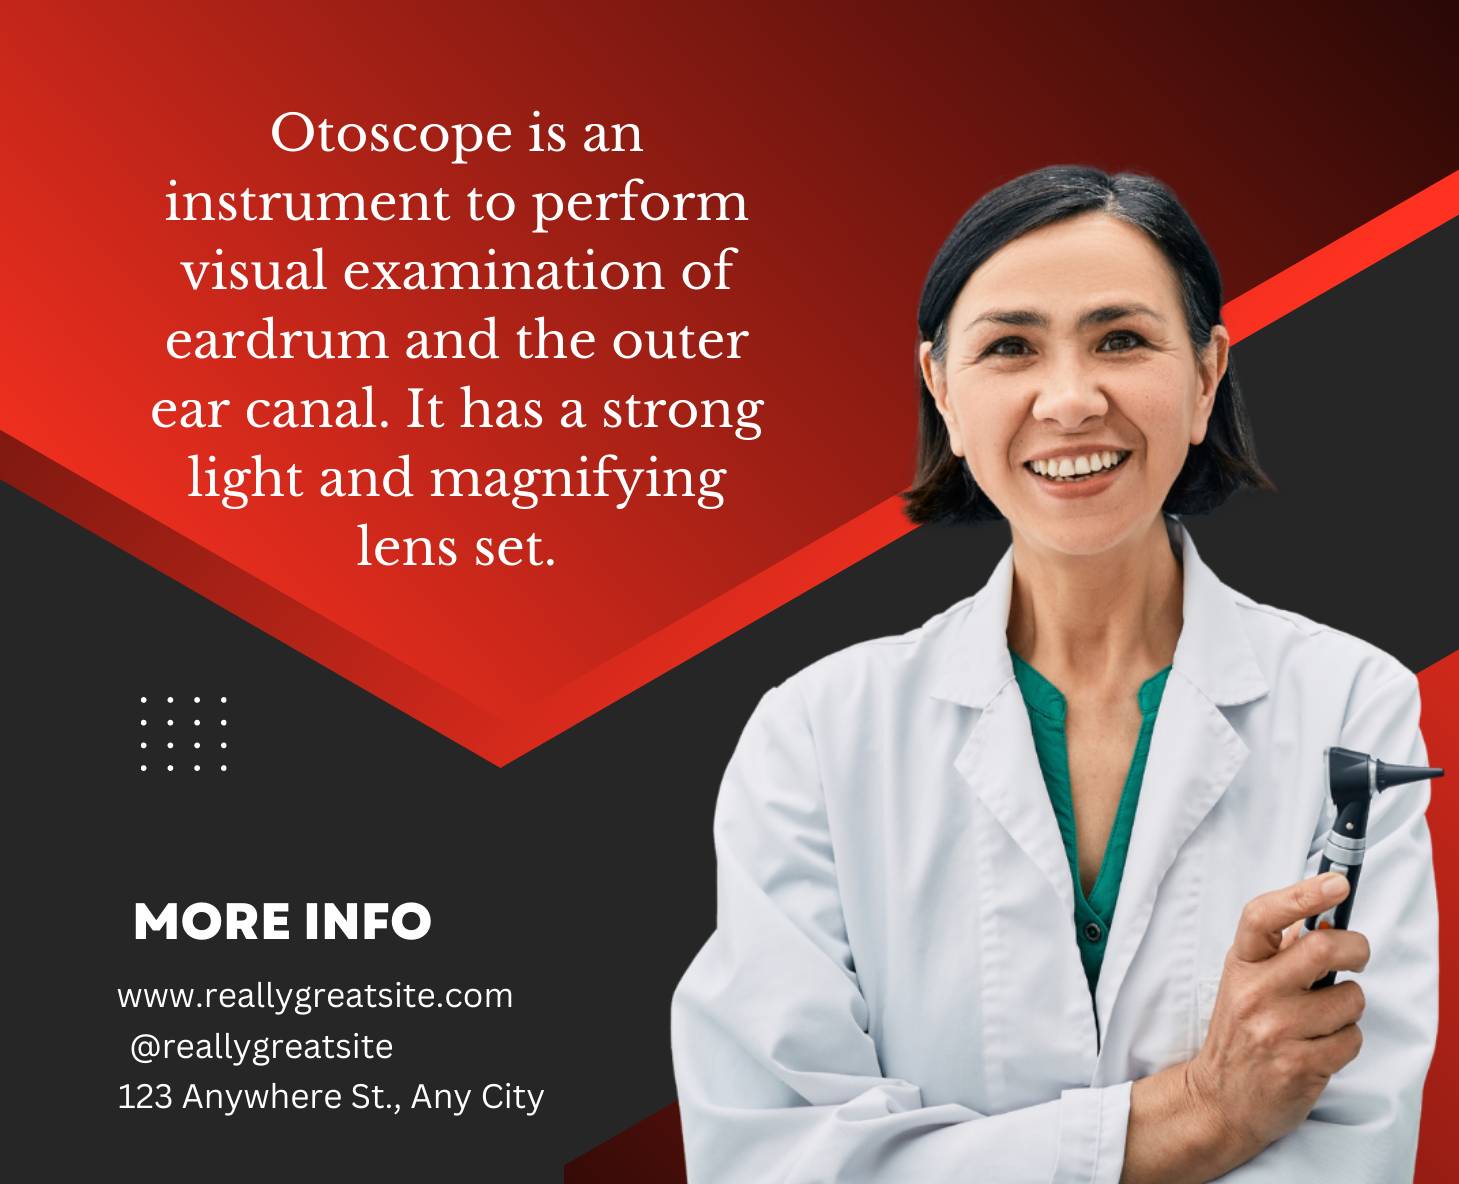 Otoscope is an
instrument to perform
visual examination of
eardrum and the outer
ear canal. It has a strong
light and magnifying
lens set.
MORE INFO
www.reallygreatsite.com
@reallygreatsite
123 Anywhere St., Any City